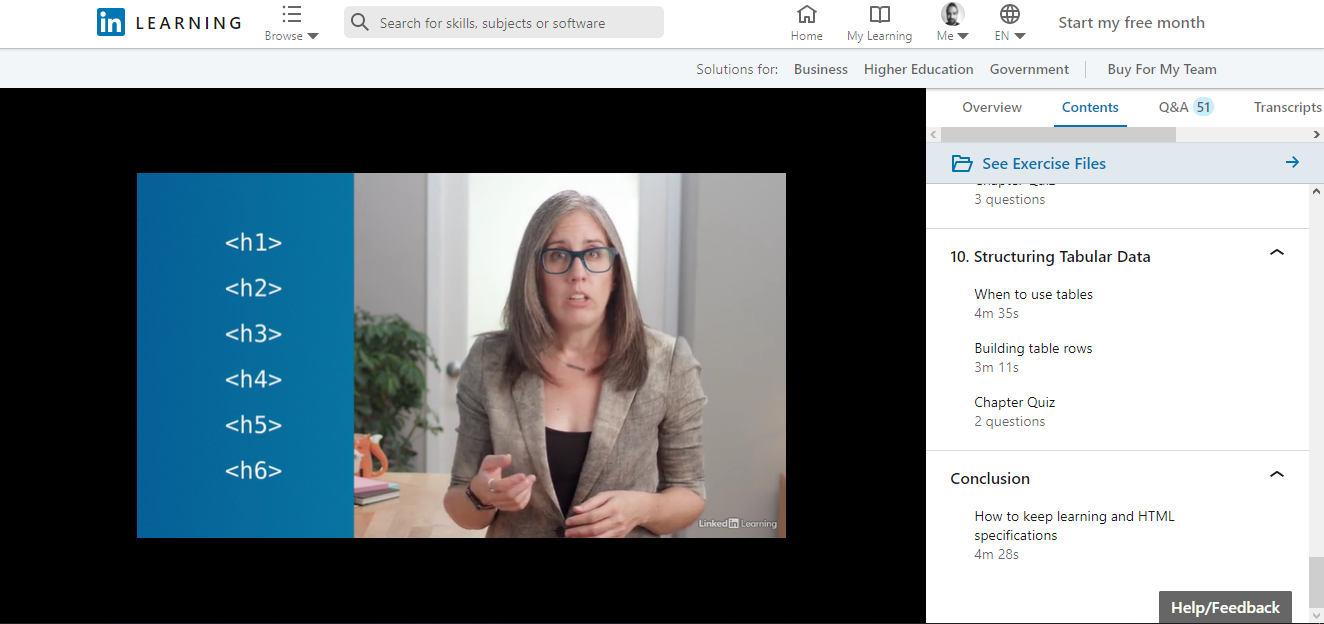 in LEARNING
Browse
Search for skills, subjects or software
Home
My Learning
Me
EN
Start my free month
Solutions for: Business Higher Education Government Buy For My Team
<h1>
<h2>
<h3>
<h4>
<h5>
<h6>
Linked in Learning
Overview Contents Q&A 51 Transcripts
See Exercise Files
Chapter Quiz
3 questions
10. Structuring Tabular Data
When to use tables
4m 35s
Building table rows
3m 11s
Chapter Quiz
2 questions
Conclusion
How to keep learning and HTML
specifications
4m 28s
Help/Feedback